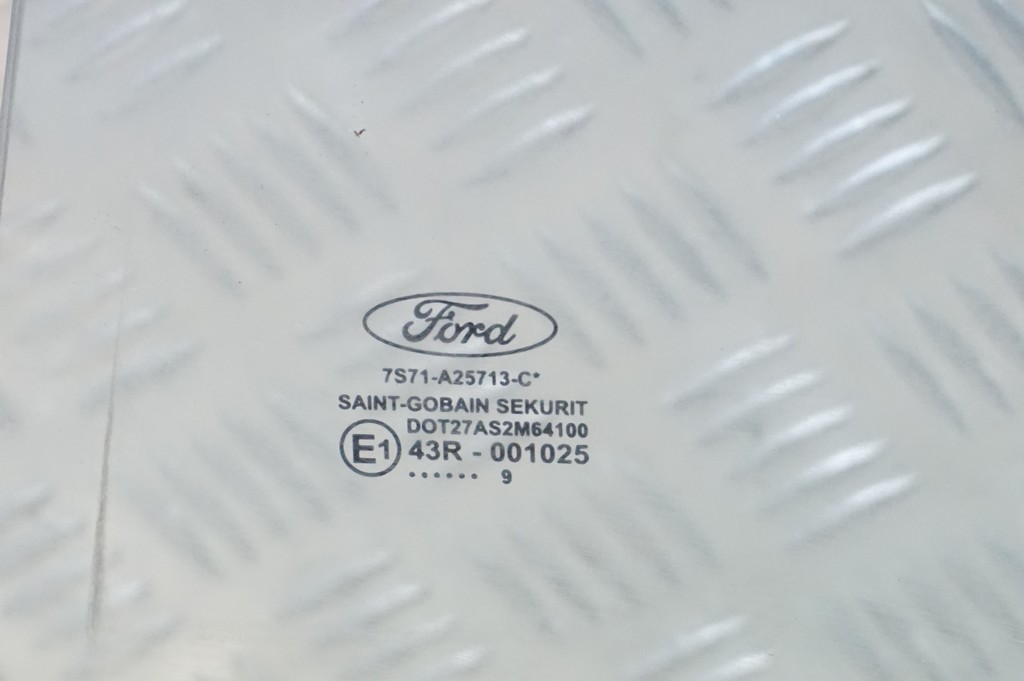 Ford
7S71-A25713-C*
SAINT-GOBAIN SEKURIT
DOT27AS2M64100
E1 43R - 001025
...... 9